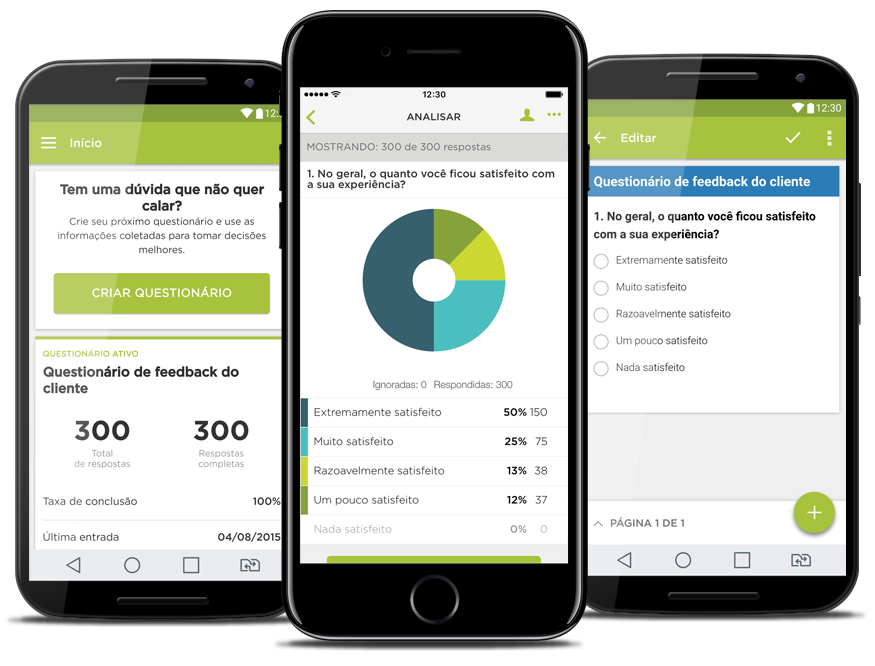 12:
Início
Tem uma dúvida que não quer
calar?
Crie seu próximo questionário e use as
informações coletadas para tomar decisões
melhores.
CRIAR QUESTIONÁRIO
QUESTIONÁRIO ATIVO
Questionário de feedback do
cliente
300 300
Total Respostas
de respostas completas
Taxa de conclusão 100%
Última entrada 04/08/2015
12:30
ANALISAR
MOSTRANDO: 300 de 300 respostas
1. No geral, o quanto você ficou satisfeito com
a sua experiência?
Ignoradas: 0 Respondidas: 300
Extremamente satisfeito 50% 150
Muito satisfeito 25% 75
Razoavelmente satisfeito 13% 38
Um pouco satisfeito 12% 37
Nada satisfeito 0% 0
12:30
Editar
Questionário de feedback do cliente
1. No geral, o quanto você ficou satisfeito
com a sua experiência?
Extremamente satisfeito
Muito satisfeito
Razoavelmente satisfeito
Um pouco satisfeito
Nada satisfeito
PÁGINA 1 DE 1